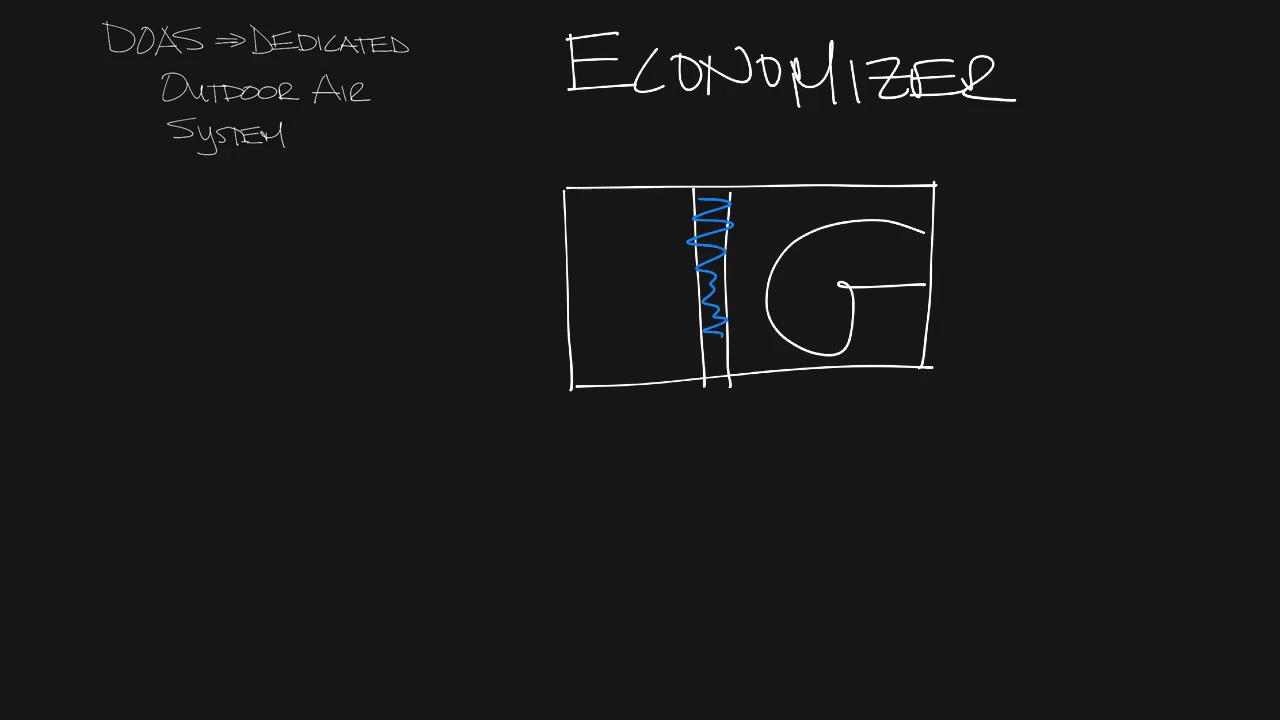 DOAS ⇒ DEDICATED
OUTDOOR AIR
SYSTEM
ECONOMIZER